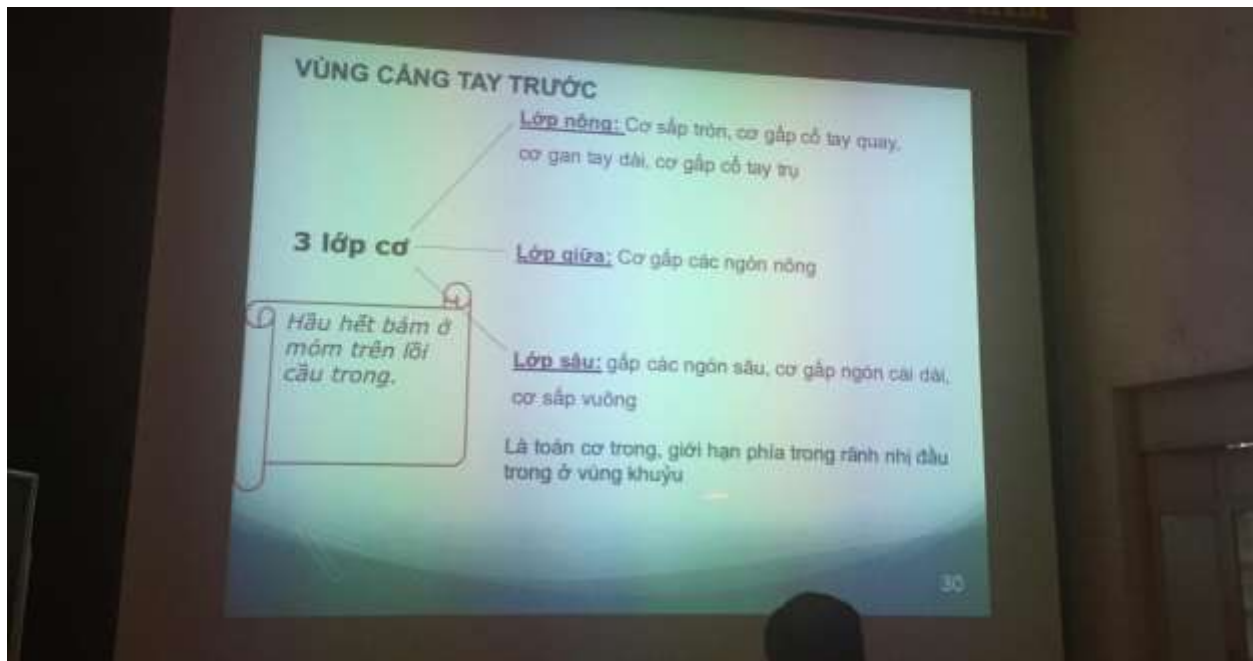 VÙNG CẲNG TAY TRƯỚC
Lớp nông: Cơ sấp tròn, cơ gấp cổ tay quay,
cơ gan tay dài, cơ gấp cổ tay trụ
3 lớp cơ
Lớp giữa: Cơ gấp các ngón nông
Hầu hết bám ở
mỏm trên lồi
cầu trong.
Lớp sâu: gấp các ngón sâu, cơ gấp ngón cái dài,
cơ sấp vuông
Là toán cơ trong, giới hạn phía trong rãnh nhị đầu
trong ở vùng khuỷu
30